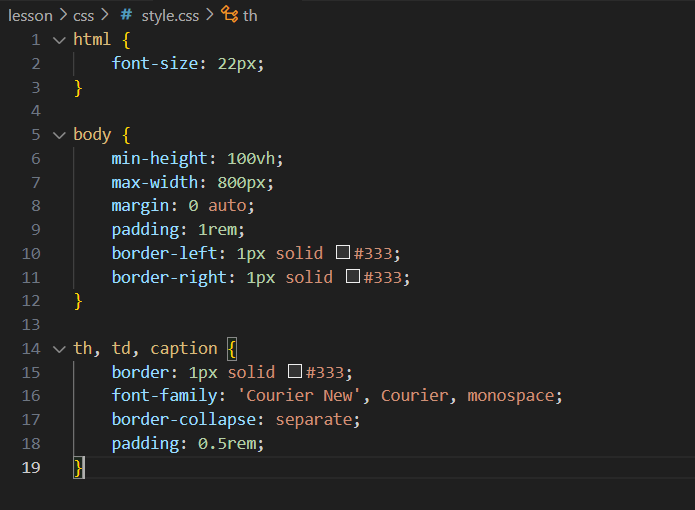 lesson > css > # style.css > th
1 html {
2 font-size: 22px;
3 }
4
5 body {
6 min-height: 100vh;
7 max-width: 800px;
8 margin: 0 auto;
9 padding: 1rem;
10 border-left: 1px solid #333;
11 border-right: 1px solid #333;
12 }
13
14 th, td, caption {
15 border: 1px solid #333;
16 font-family: 'Courier New', Courier, monospace;
17 border-collapse: separate;
18 padding: 0.5rem;
19 }